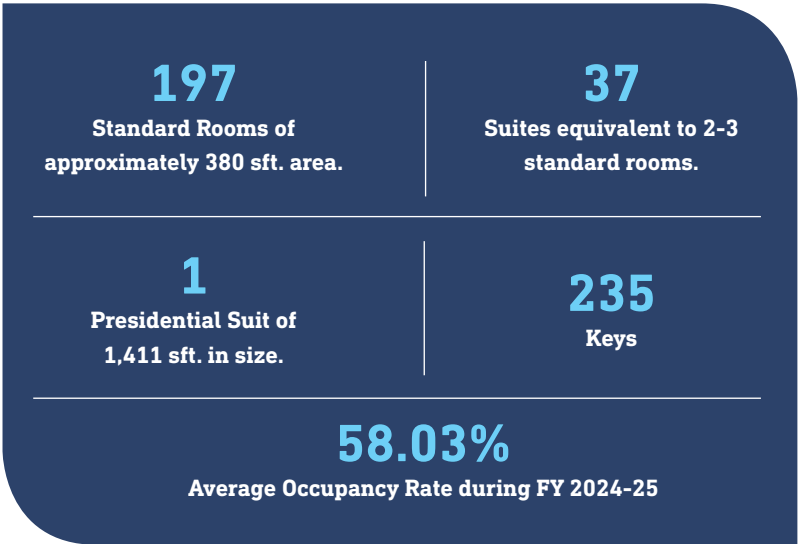 197
Standard Rooms of
approximately 380 sft. area.
37
Suites equivalent to 2-3
standard rooms.
1
Presidential Suit of
1,411 sft. in size.
235
Keys
58.03%
Average Occupancy Rate during FY 2024-25